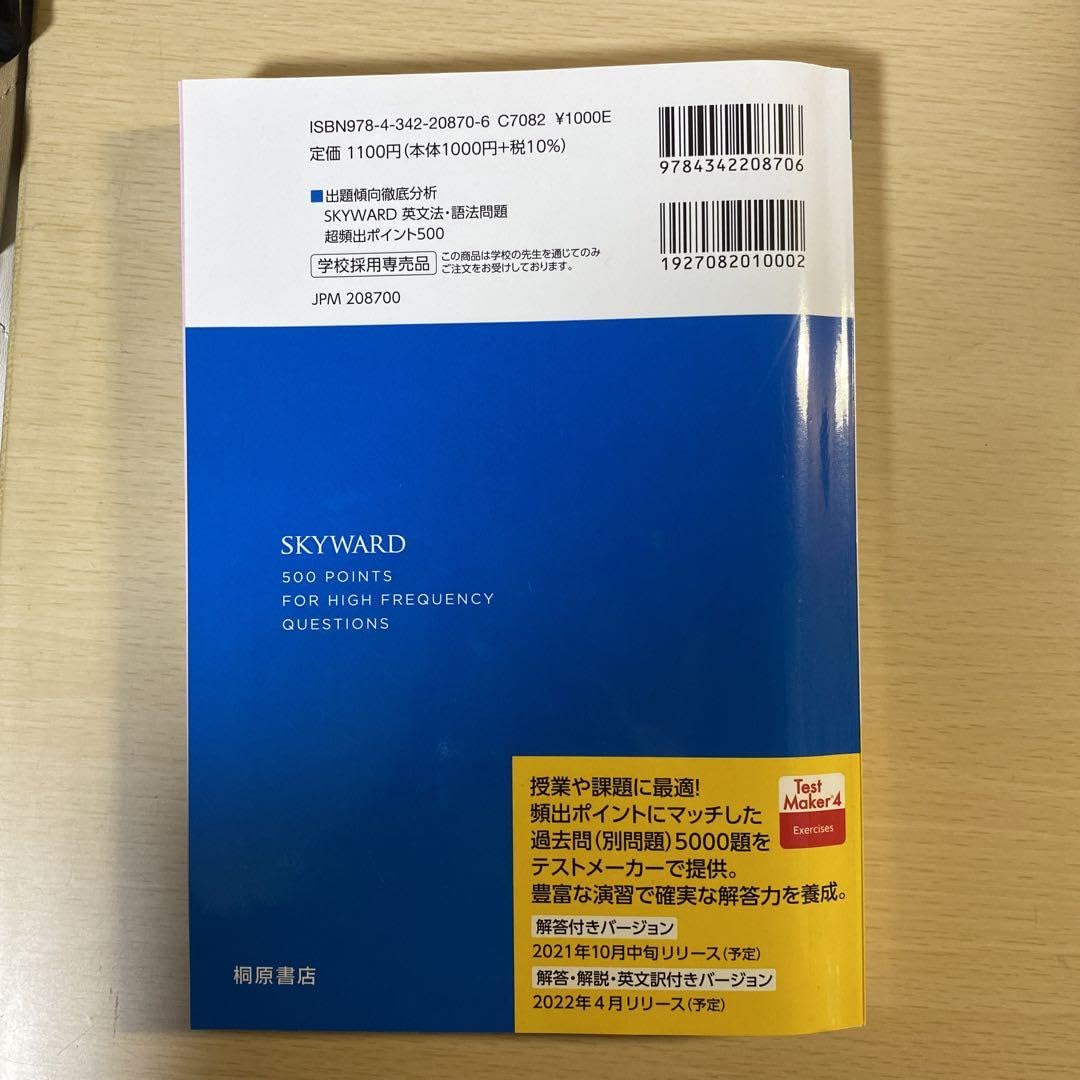 ISBN978-4-342-20870-6 C7082 ¥1000E
定価 1100円(本体1000円+税10%)
9784342208706
■出題傾向徹底分析
SKYWARD 英文法・語法問題
超頻出ポイント500
学校採用専売品 この商品は学校の先生を通じてのみ
ご注文をお受けしております。
1927082010002
JPM 208700
SKYWARD
500 POINTS
FOR HIGH FREQUENCY
QUESTIONS
授業や課題に最適!
頻出ポイントにマッチした
過去問(別問題)5000題を
テストメーカーで提供。
豊富な演習で確実な解答力を養成。
Test
Maker®4
Exercises
解答付きバージョン
2021年10月中旬リリース(予定)
解答・解説・英文訳付きバージョン
2022年4月リリース(予定)
桐原書店